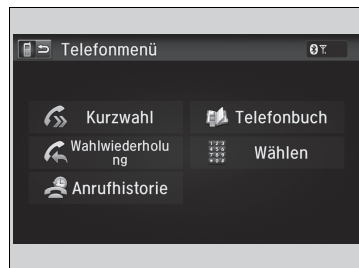 Telefonmenü
Kurzwahl
Telefonbuch
Wahlwiederholu
ng
Wählen
Anrufhistorie